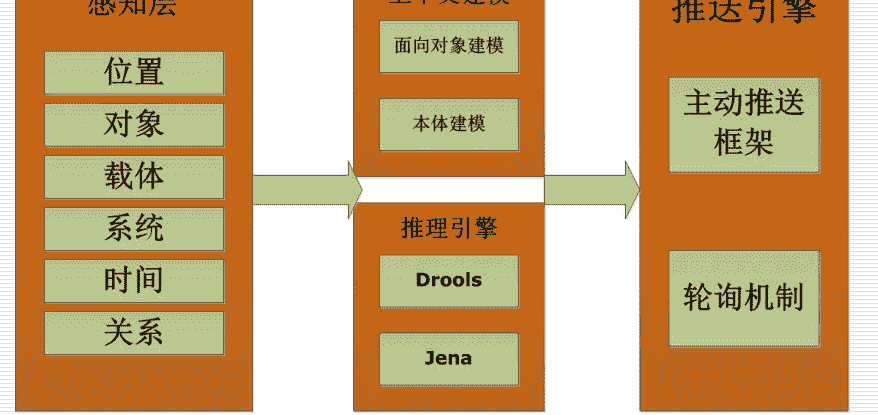 感知层
位置
对象
载体
系统
时间
关系
面向对象建模
本体建模
推理引擎
Drools
Jena
推送引擎
主动推送
框架
轮询机制